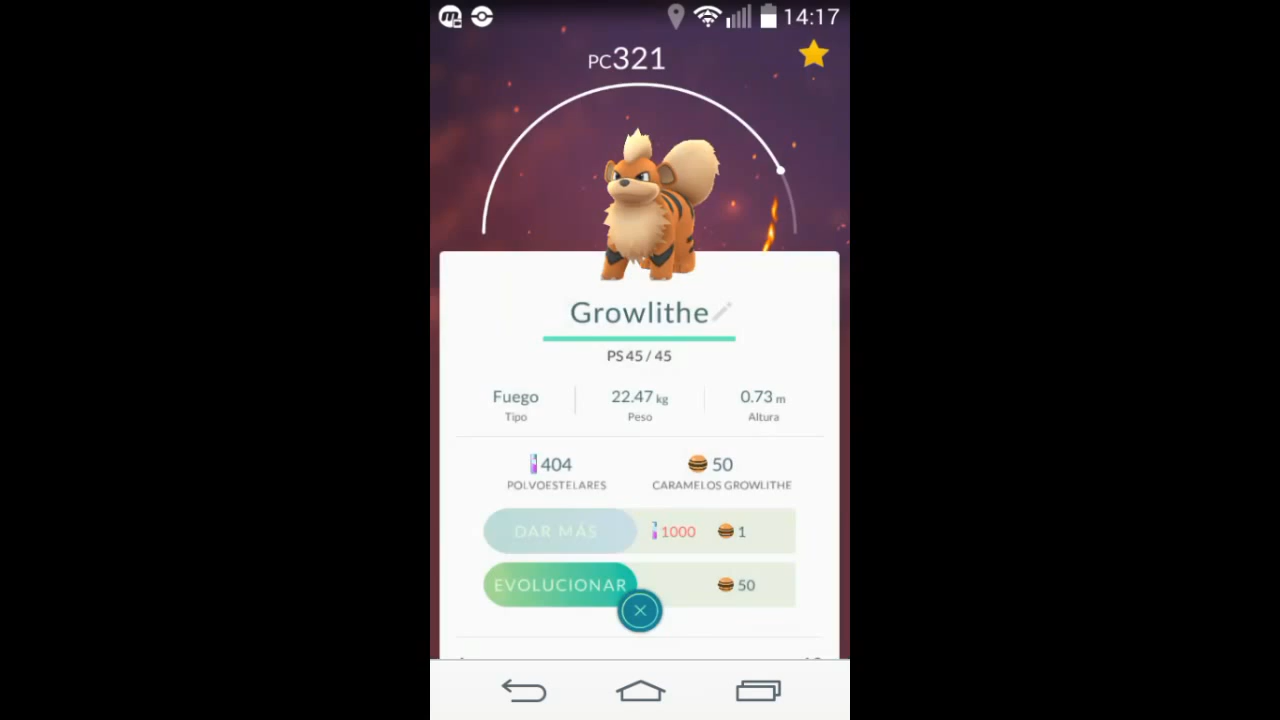 14:17
PC321
Growlithe
PS 45 / 45
Fuego
Tipo
22.47 kg
Peso
0.73 m
Altura
404
POLVOESTELARES
50
CARAMELOS GROWLITHE
DAR MÁS
1000
1
EVOLUCIONAR
50